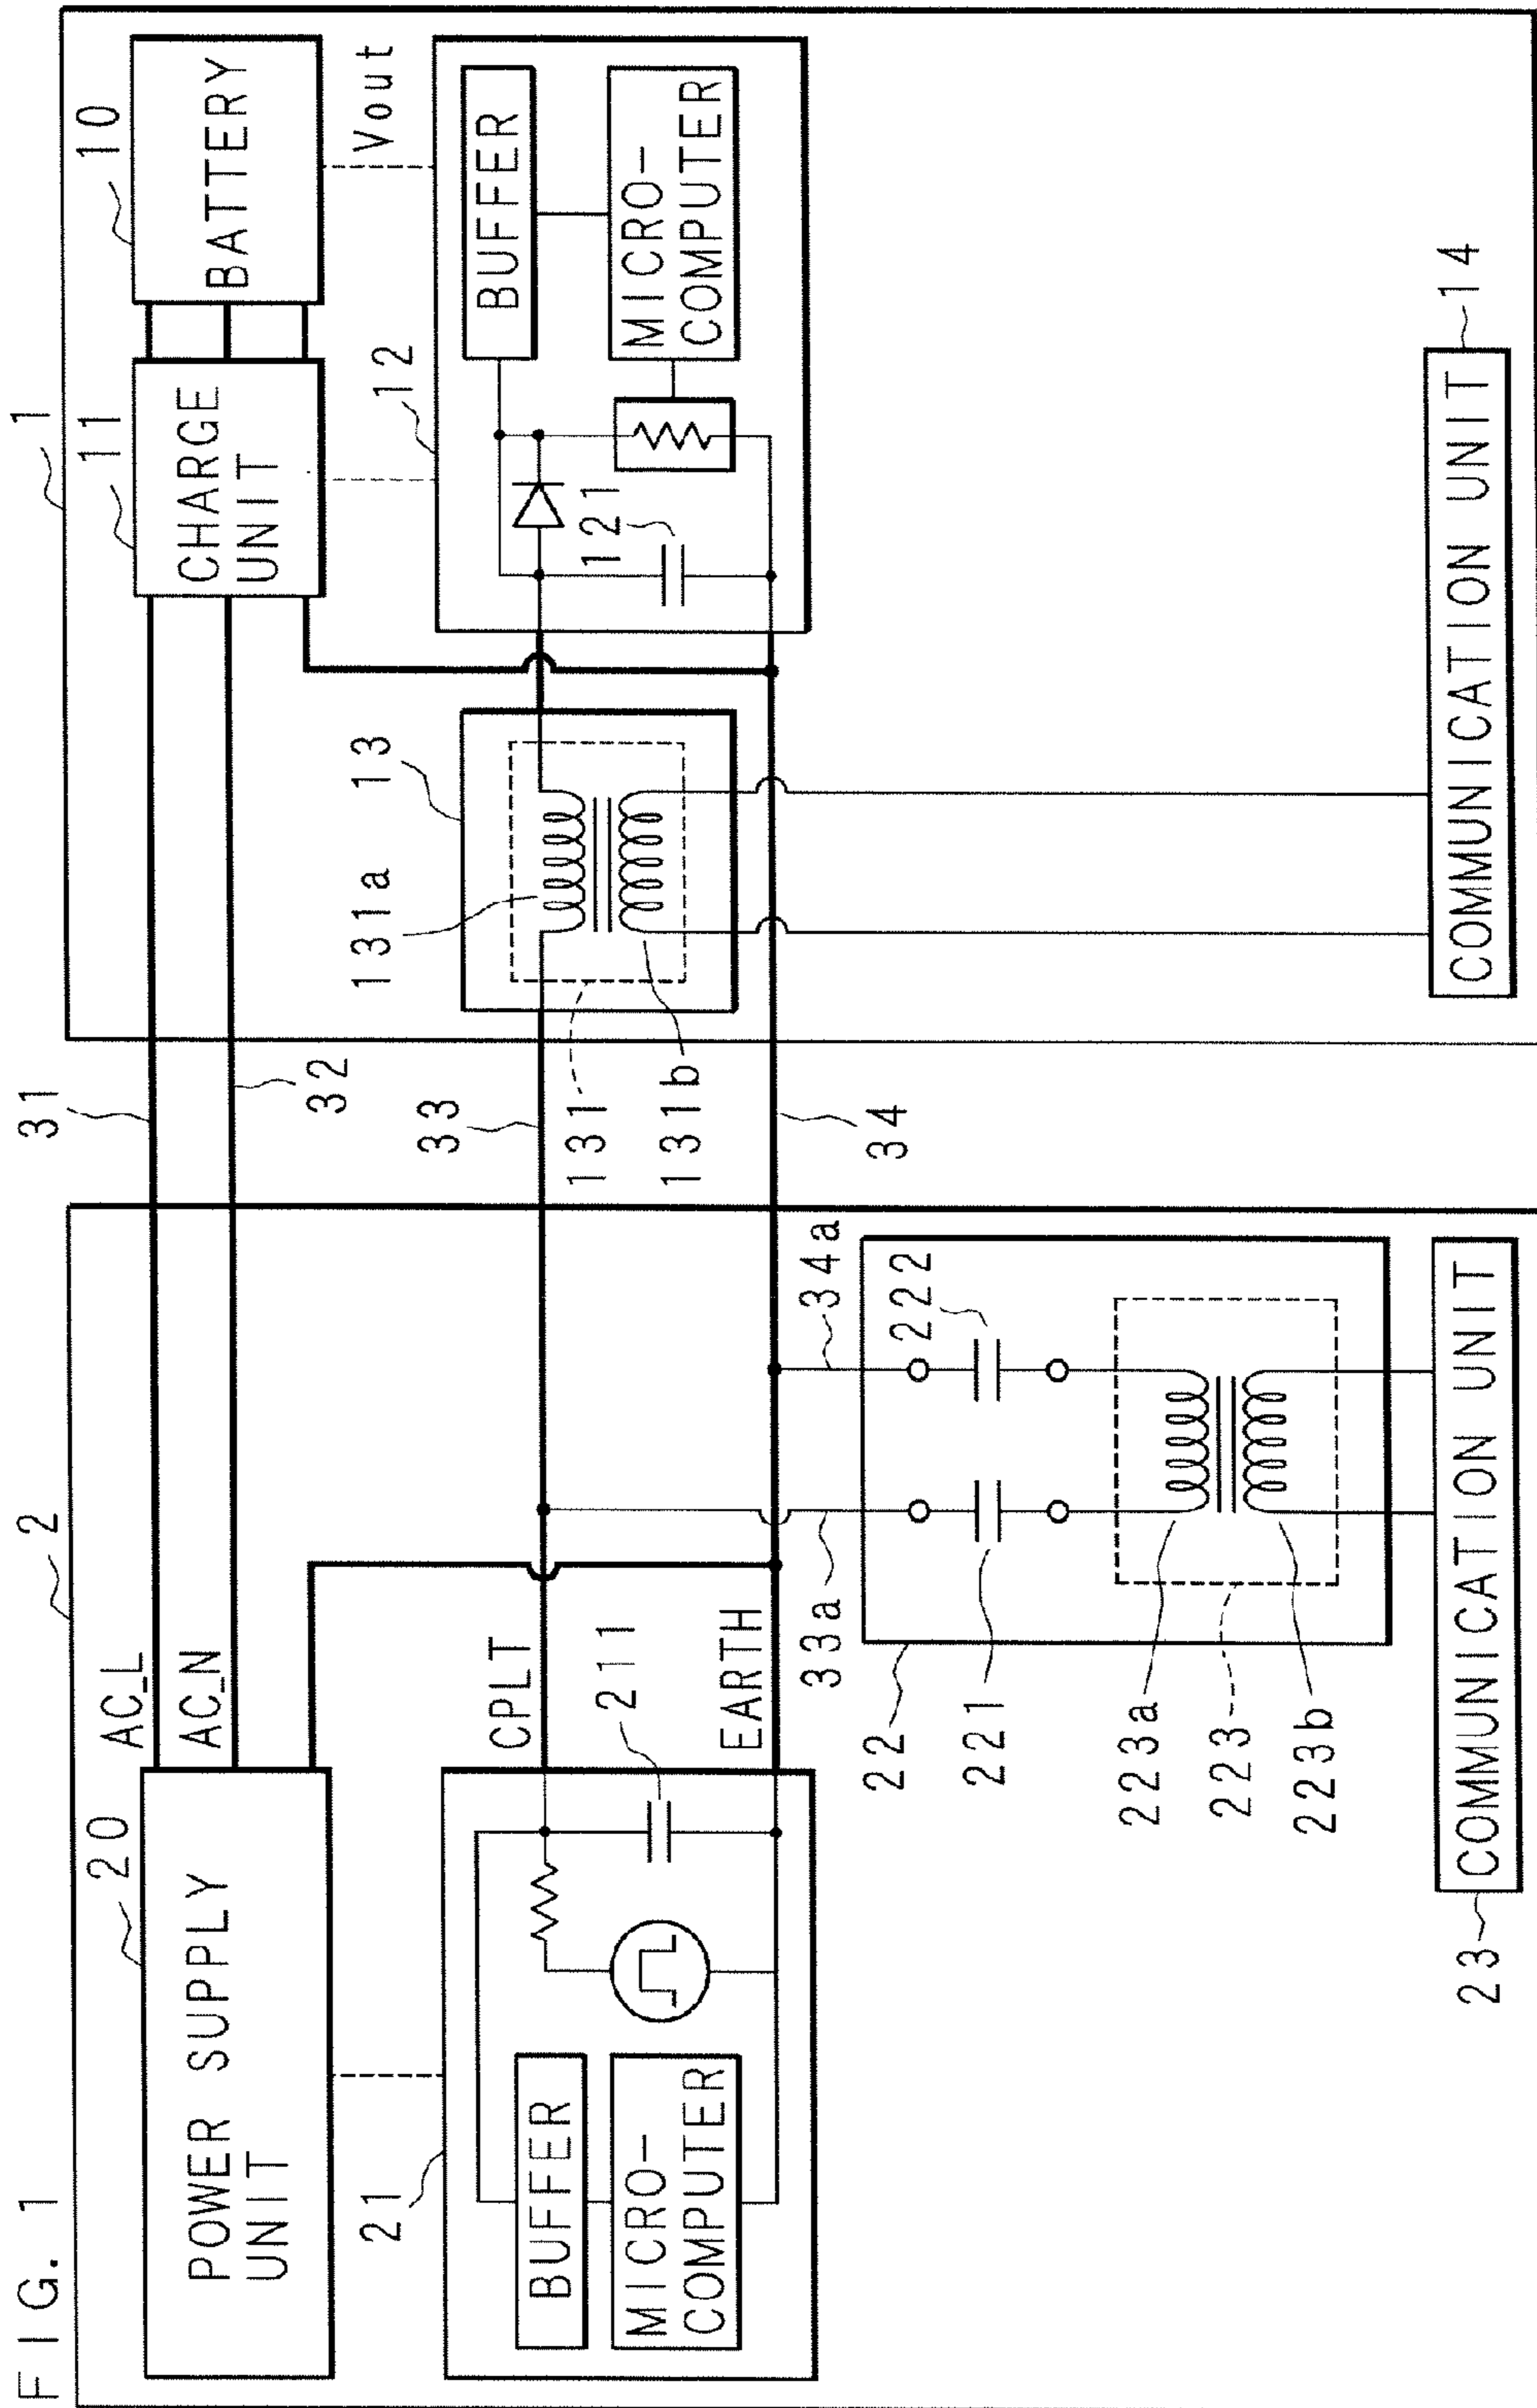 FIG. 1
2
1
20
POWER SUPPLY
UNIT
AC_L
AC_N
31
32
11
CHARGE
UNIT
10
BATTERY
Vout
21
BUFFER
MICRO-
COMPUTER
CPLT
211
EARTH
33
34
13
131a
131
131b
12
121
BUFFER
MICRO-
COMPUTER
33a
34a
22
221
222
223a
223
223b
23
COMMUNICATION UNIT
COMMUNICATION UNIT
14